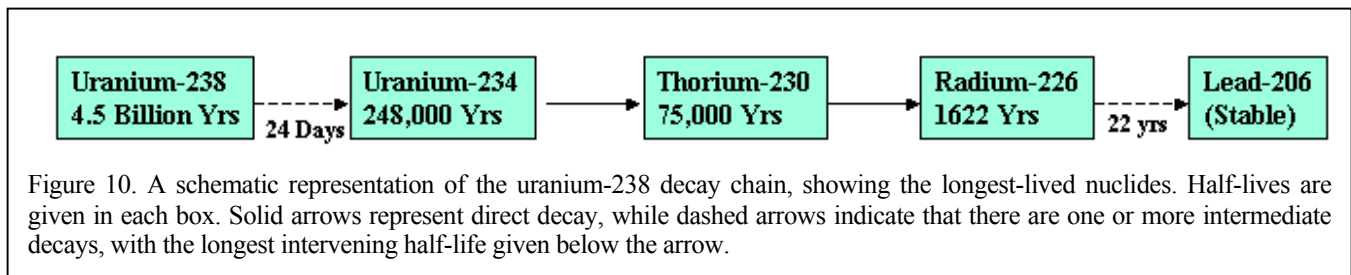 Uranium-238
4.5 Billion Yrs
24 Days
Uranium-234
248,000 Yrs
Thorium-230
75,000 Yrs
Radium-226
1622 Yrs
22 yrs
Lead-206
(Stable)
Figure 10. A schematic representation of the uranium-238 decay chain, showing the longest-lived nuclides. Half-lives are
given in each box. Solid arrows represent direct decay, while dashed arrows indicate that there are one or more intermediate
decays, with the longest intervening half-life given below the arrow.